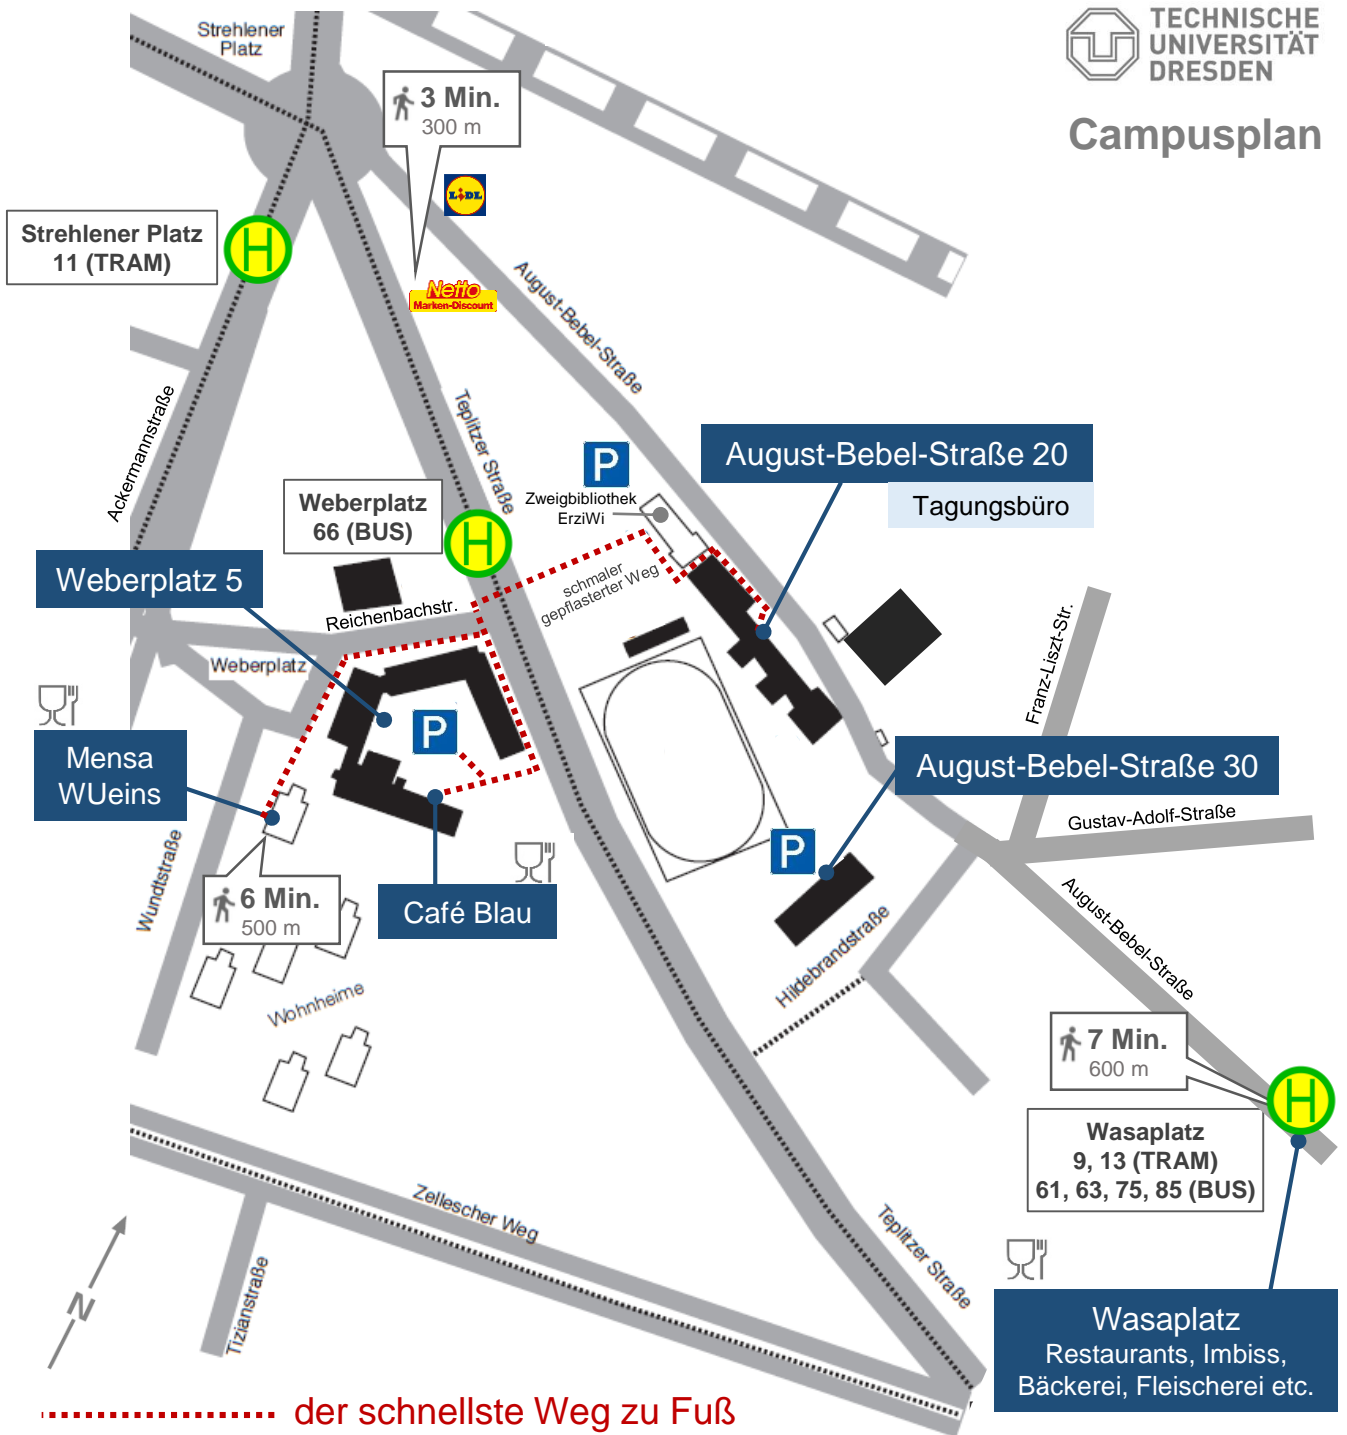 TECHNISCHE
UNIVERSITÄT
DRESDEN
Campusplan
Strehlener
Platz
3 Min.
300 m
LIDL
Strehlener Platz
11 (TRAM)
H
Netto
Marken-Discount
August-Bebel-Straße
Ackermannstraße
Teplitzer Straße
P
August-Bebel-Straße 20
Tagungsbüro
Zweigbibliothek
ErziWi
Weberplatz
66 (BUS)
H
Weberplatz 5
schmaler
gepflasterter Weg
Reichenbachstr.
Weberplatz
Franz-Liszt-Str.
P
Mensa
WUeins
August-Bebel-Straße 30
Gustav-Adolf-Straße
P
Wundtstraße
6 Min.
500 m
Café Blau
August-Bebel-Straße
Hildebrandstraße
Wohnheime
7 Min.
600 m
H
Wasaplatz
9, 13 (TRAM)
61, 63, 75, 85 (BUS)
Zellescher Weg
Teplitzer Straße
N
Tizianstraße
Wasaplatz
Restaurants, Imbiss,
Bäckerei, Fleischerei etc.
der schnellste Weg zu Fuß